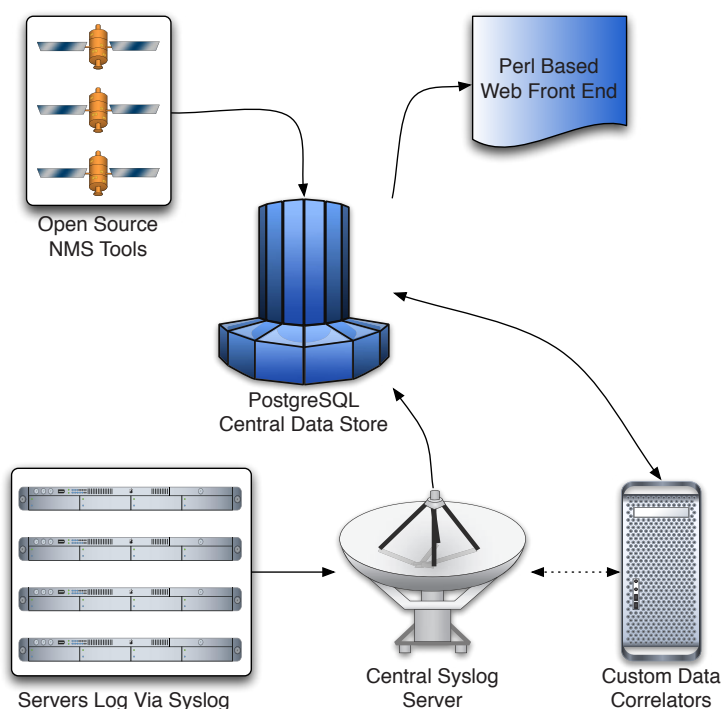 Perl Based
Web Front End
Open Source
NMS Tools
PostgreSQL
Central Data Store
Servers Log Via Syslog
Central Syslog
Server
Custom Data
Correlators